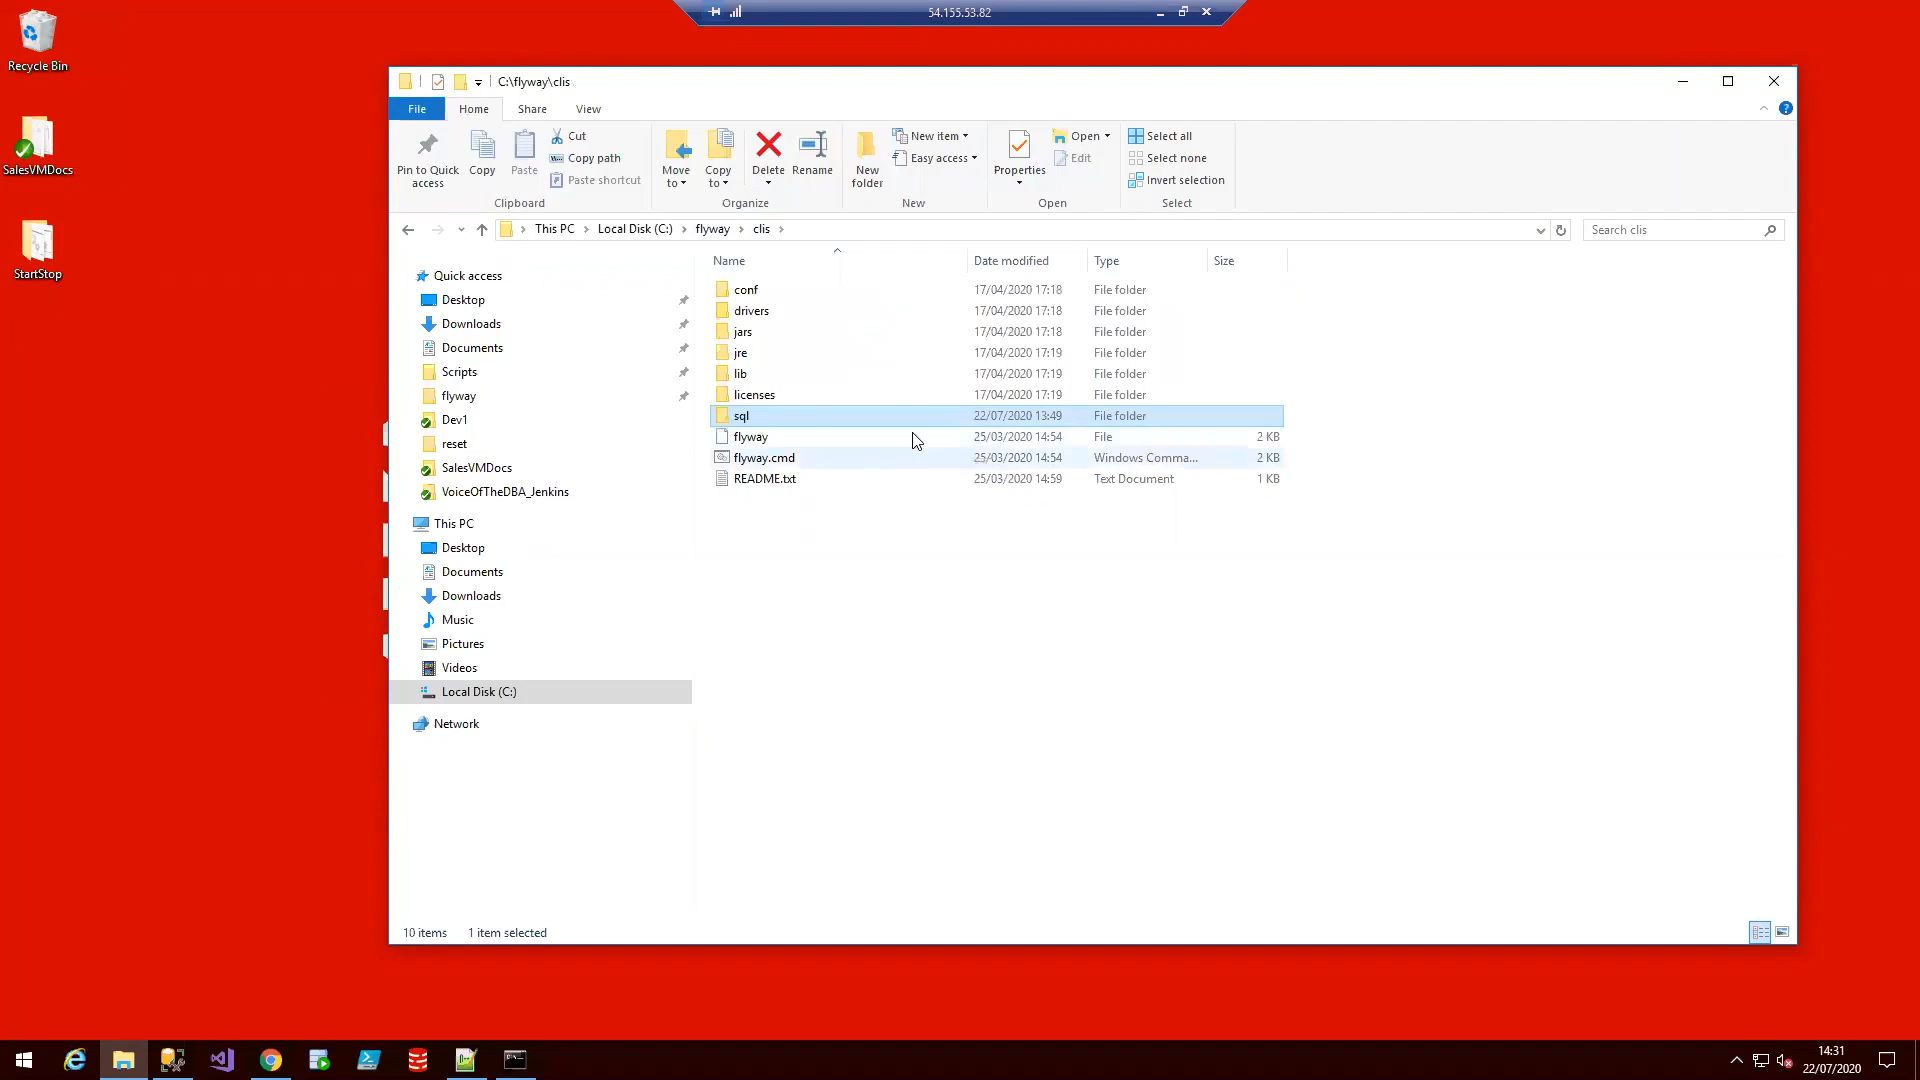 54.155.53.82
Recycle Bin
SalesVMDocs
StartStop
C:\flyway\clis
File
Home
Share
View
Pin to Quick access
Copy
Paste
Cut
Copy path
Paste shortcut
Clipboard
Move to
Copy to
Delete
Rename
Organize
New folder
New item
Easy access
New
Properties
Open
Edit
Open
Select all
Select none
Invert selection
Select
This PC
Local Disk (C:)
flyway
clis
Search clis
Quick access
Desktop
Downloads
Documents
Scripts
flyway
Dev1
reset
SalesVMDocs
VoiceOfTheDBA_Jenkins
This PC
Desktop
Documents
Downloads
Music
Pictures
Videos
Local Disk (C:)
Network
Name Date modified Type Size
conf 17/04/2020 17:18 File folder
drivers 17/04/2020 17:18 File folder
jars 17/04/2020 17:18 File folder
jre 17/04/2020 17:19 File folder
lib 17/04/2020 17:19 File folder
licenses 17/04/2020 17:19 File folder
sql 22/07/2020 13:49 File folder
flyway 25/03/2020 14:54 File 2 KB
flyway.cmd 25/03/2020 14:54 Windows Comma... 2 KB
README.txt 25/03/2020 14:59 Text Document 1 KB
10 items 1 item selected
14:31
22/07/2020